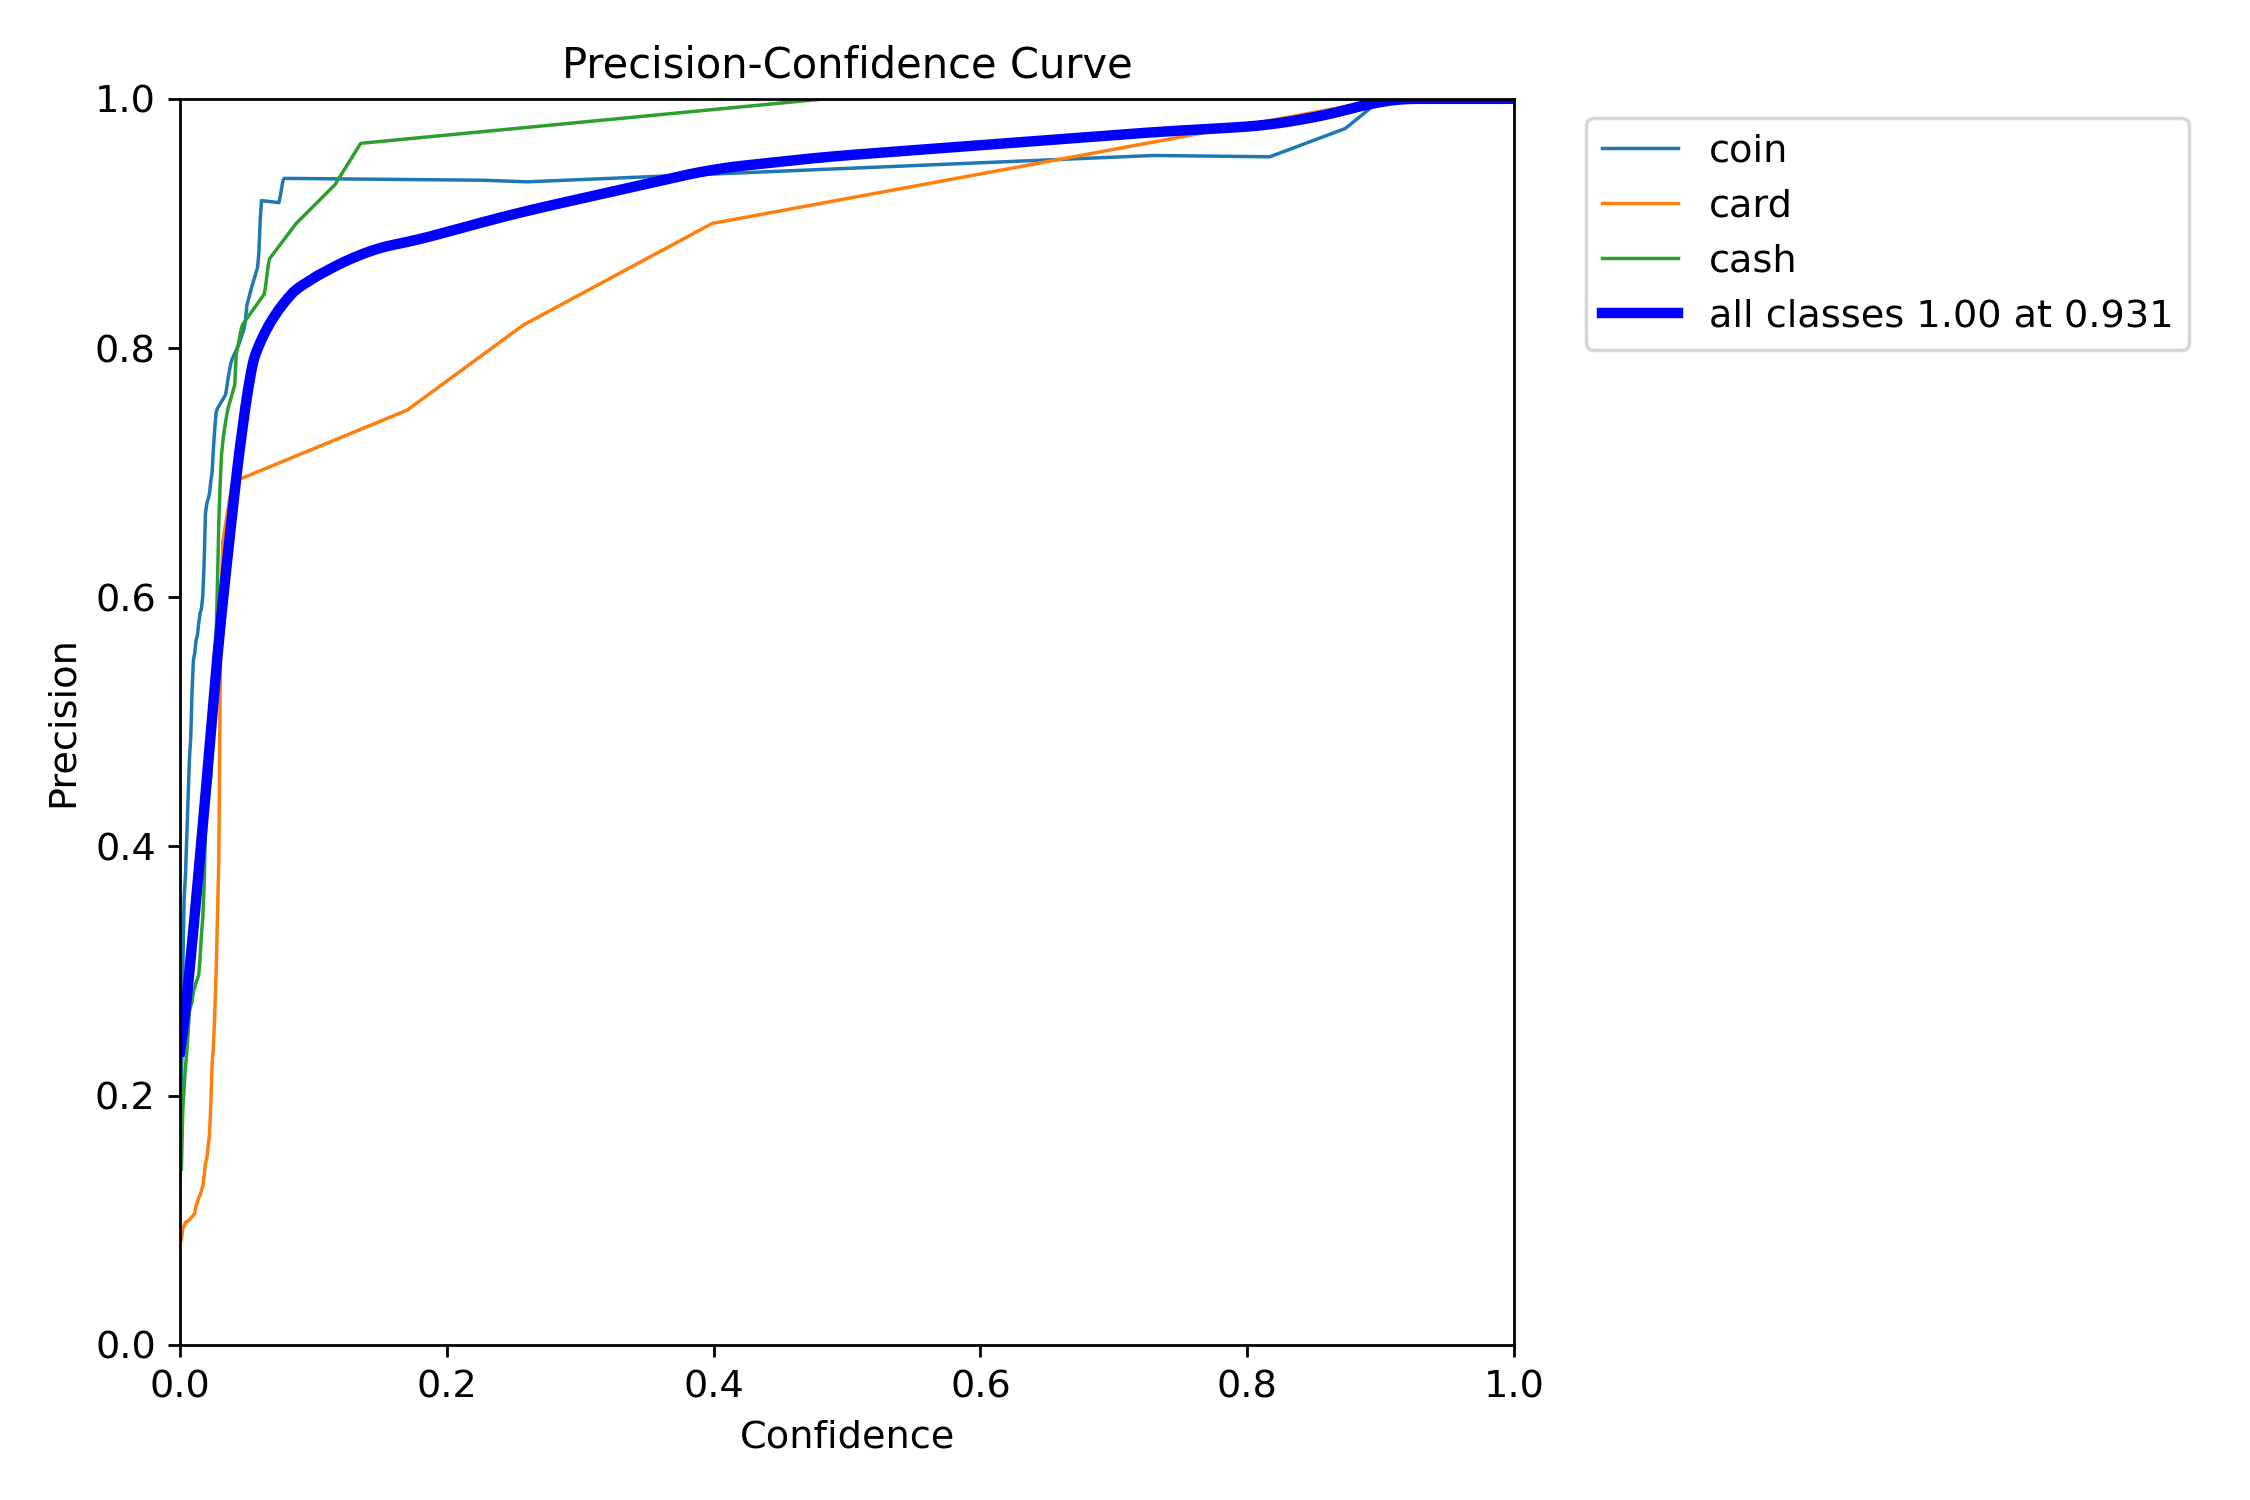 Precision-Confidence Curve
1.0
0.8
0.6
0.4
0.2
0.0
Precision
0.0 0.2 0.4 0.6 0.8 1.0
Confidence
coin
card
cash
all classes 1.00 at 0.931